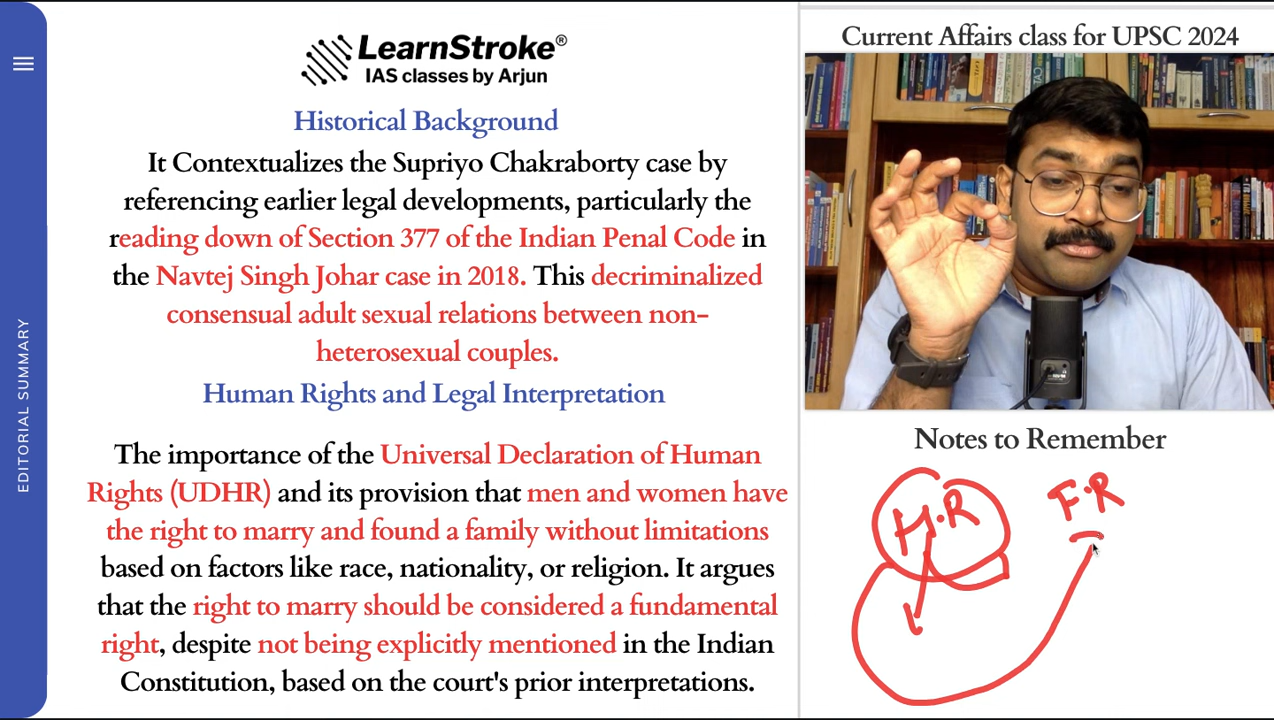 EDITORIAL SUMMARY
LearnStroke®
IAS classes by Arjun
Historical Background
It Contextualizes the Supriyo Chakraborty case by
referencing earlier legal developments, particularly the
reading down of Section 377 of the Indian Penal Code in
the Navtej Singh Johar case in 2018. This decriminalized
consensual adult sexual relations between non-
heterosexual couples.
Human Rights and Legal Interpretation
The importance of the Universal Declaration of Human
Rights (UDHR) and its provision that men and women have
the right to marry and found a family without limitations
based on factors like race, nationality, or religion. It argues
that the right to marry should be considered a fundamental
right, despite not being explicitly mentioned in the Indian
Constitution, based on the court's prior interpretations.
Current Affairs class for UPSC 2024
Notes to Remember
H.R F.R